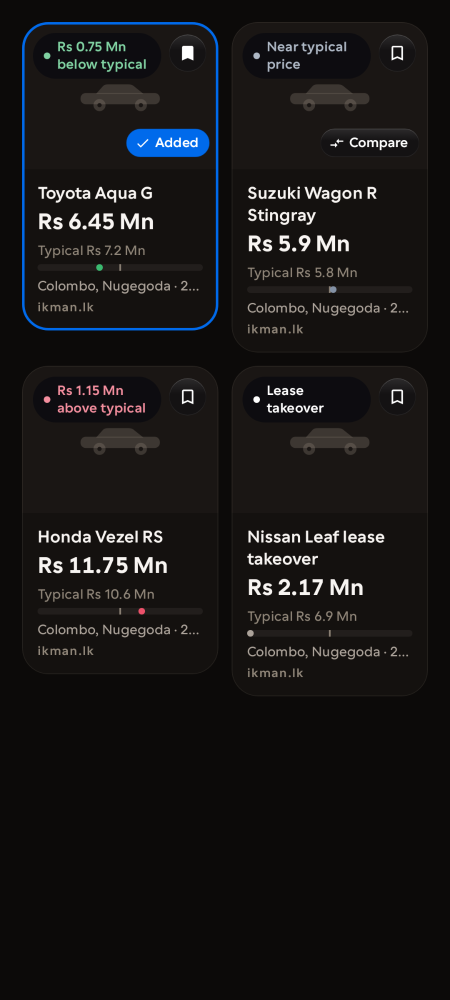 Rs 0.75 Mn
below typical
Added
Toyota Aqua G
Rs 6.45 Mn
Typical Rs 7.2 Mn
Colombo, Nugegoda · 2...
ikman.lk
Near typical
price
Compare
Suzuki Wagon R
Stingray
Rs 5.9 Mn
Typical Rs 5.8 Mn
Colombo, Nugegoda · 2...
ikman.lk
Rs 1.15 Mn
above typical
Honda Vezel RS
Rs 11.75 Mn
Typical Rs 10.6 Mn
Colombo, Nugegoda · 2...
ikman.lk
Lease
takeover
Nissan Leaf lease
takeover
Rs 2.17 Mn
Typical Rs 6.9 Mn
Colombo, Nugegoda · 2...
ikman.lk